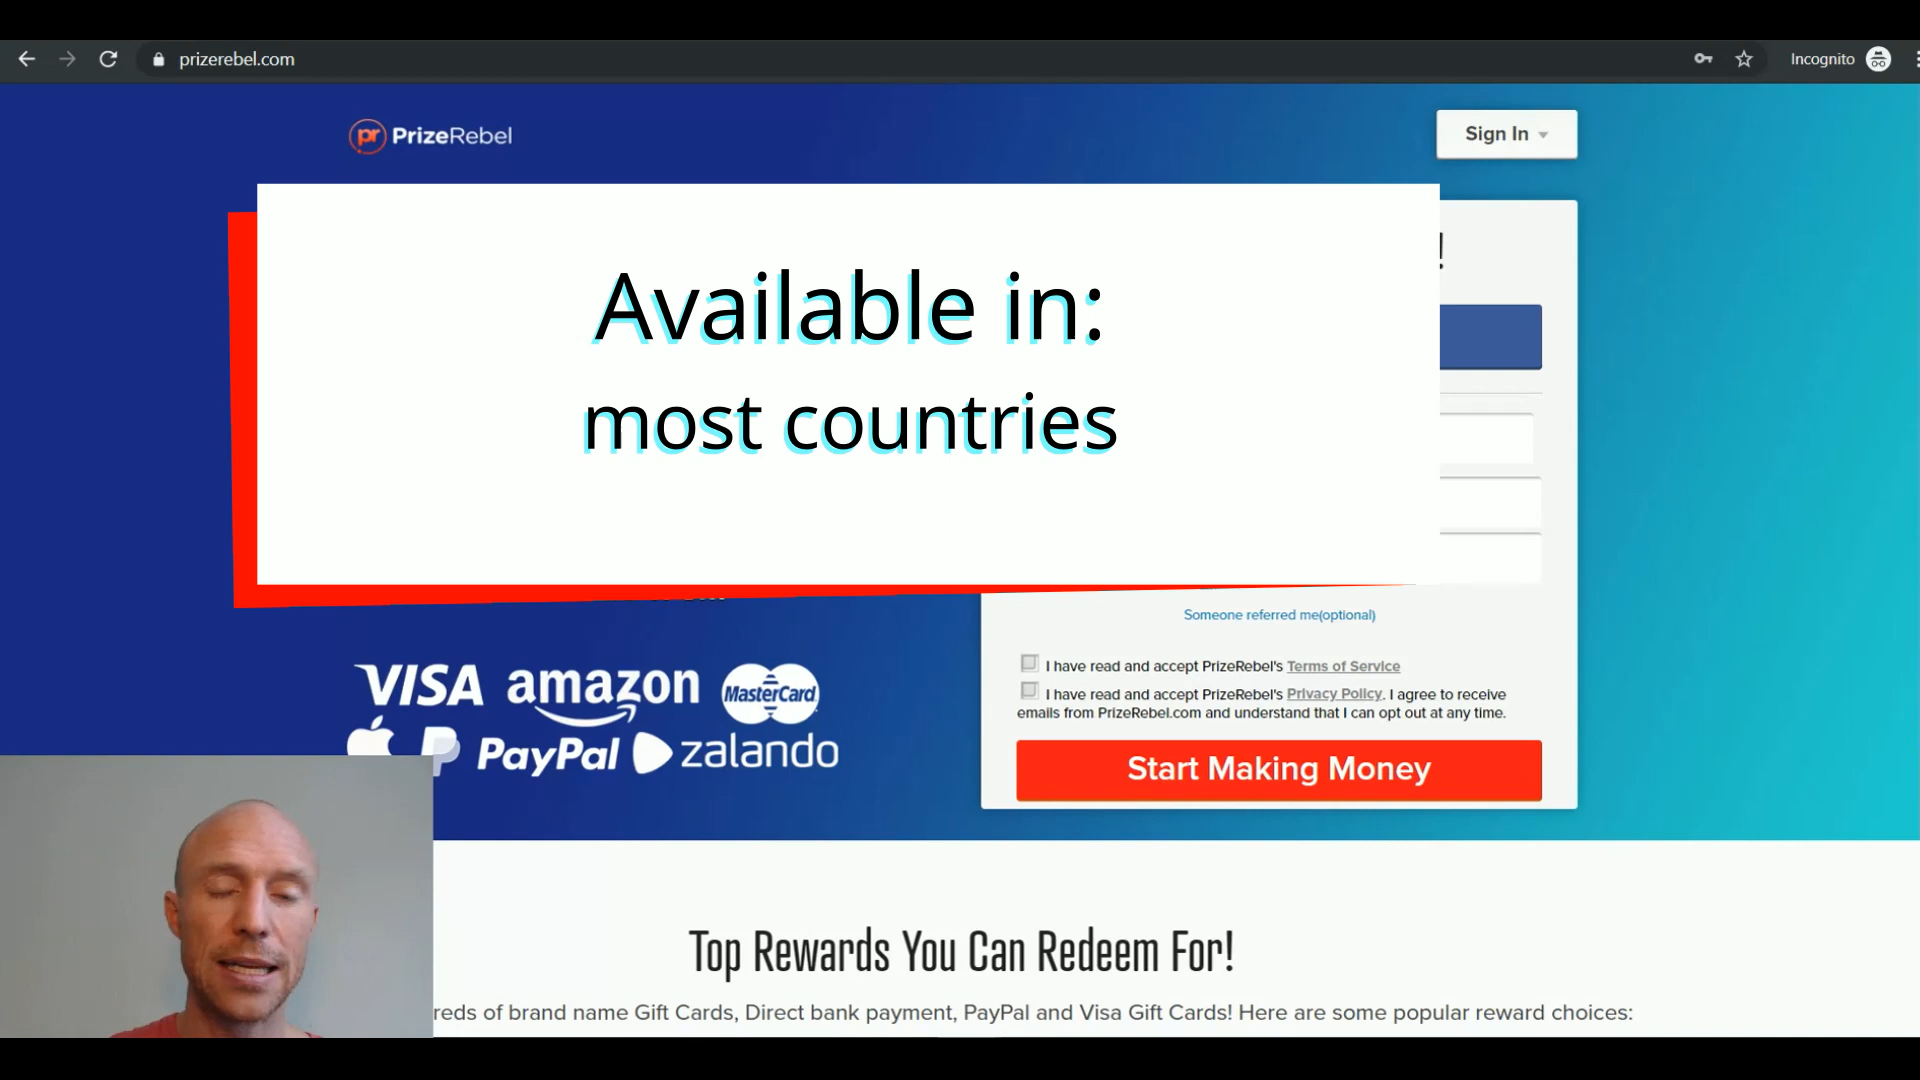 prizerebel.com
Incognito
pr PrizeRebel
Sign In
!
Available in:
most countries
Someone referred me(optional)
I have read and accept PrizeRebel's Terms of Service
I have read and accept PrizeRebel's Privacy Policy. I agree to receive
emails from PrizeRebel.com and understand that I can opt out at any time.
Start Making Money
VISA amazon MasterCard
PayPal zalando
Top Rewards You Can Redeem For!
reds of brand name Gift Cards, Direct bank payment, PayPal and Visa Gift Cards! Here are some popular reward choices: